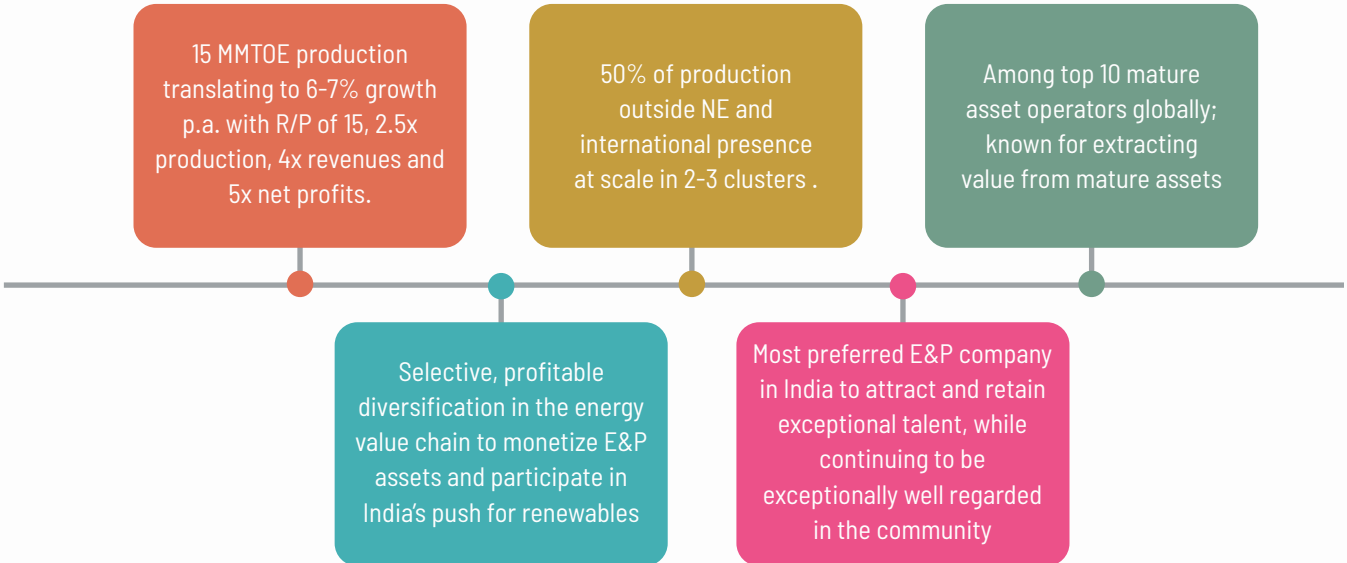 15 MMTOE production
translating to 6-7% growth
p.a. with R/P of 15, 2.5x
production, 4x revenues and
5x net profits.
Selective, profitable
diversification in the energy
value chain to monetize E&P
assets and participate in
India's push for renewables
50% of production
outside NE and
international presence
at scale in 2-3 clusters .
Most preferred E&P company
in India to attract and retain
exceptional talent, while
continuing to be
exceptionally well regarded
in the community
Among top 10 mature
asset operators globally;
known for extracting
value from mature assets